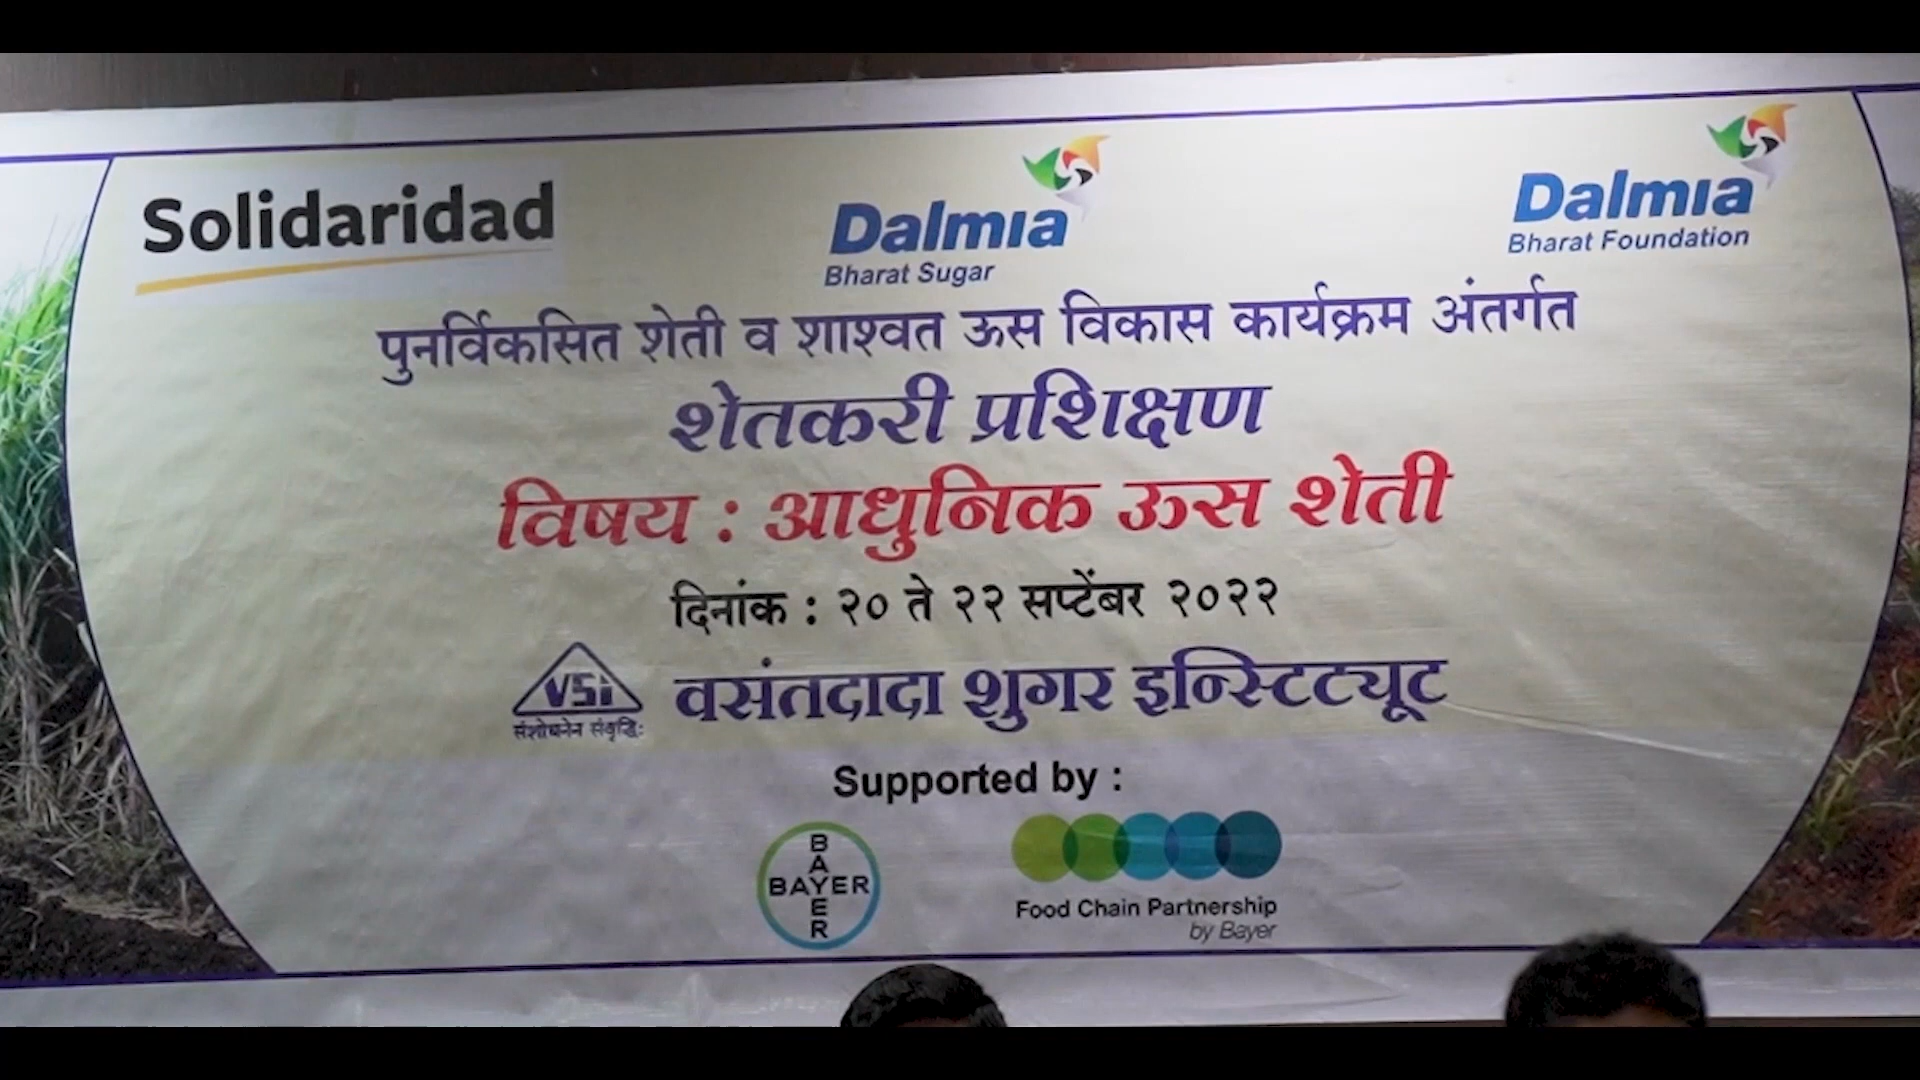 Solidaridad
Dalmia
Bharat Sugar
Dalmia
Bharat Foundation
पुनर्विकसित शेती व शाश्वत ऊस विकास कार्यक्रम अंतर्गत
शेतकरी प्रशिक्षण
विषय : आधुनिक ऊस शेती
दिनांक : २० ते २२ सप्टेंबर २०२२
VSI
संशोधनेन संवृद्धिः
वसंतदादा शुगर इन्स्टिट्यूट
Supported by :
BAYER
BAYER
Food Chain Partnership
by Bayer